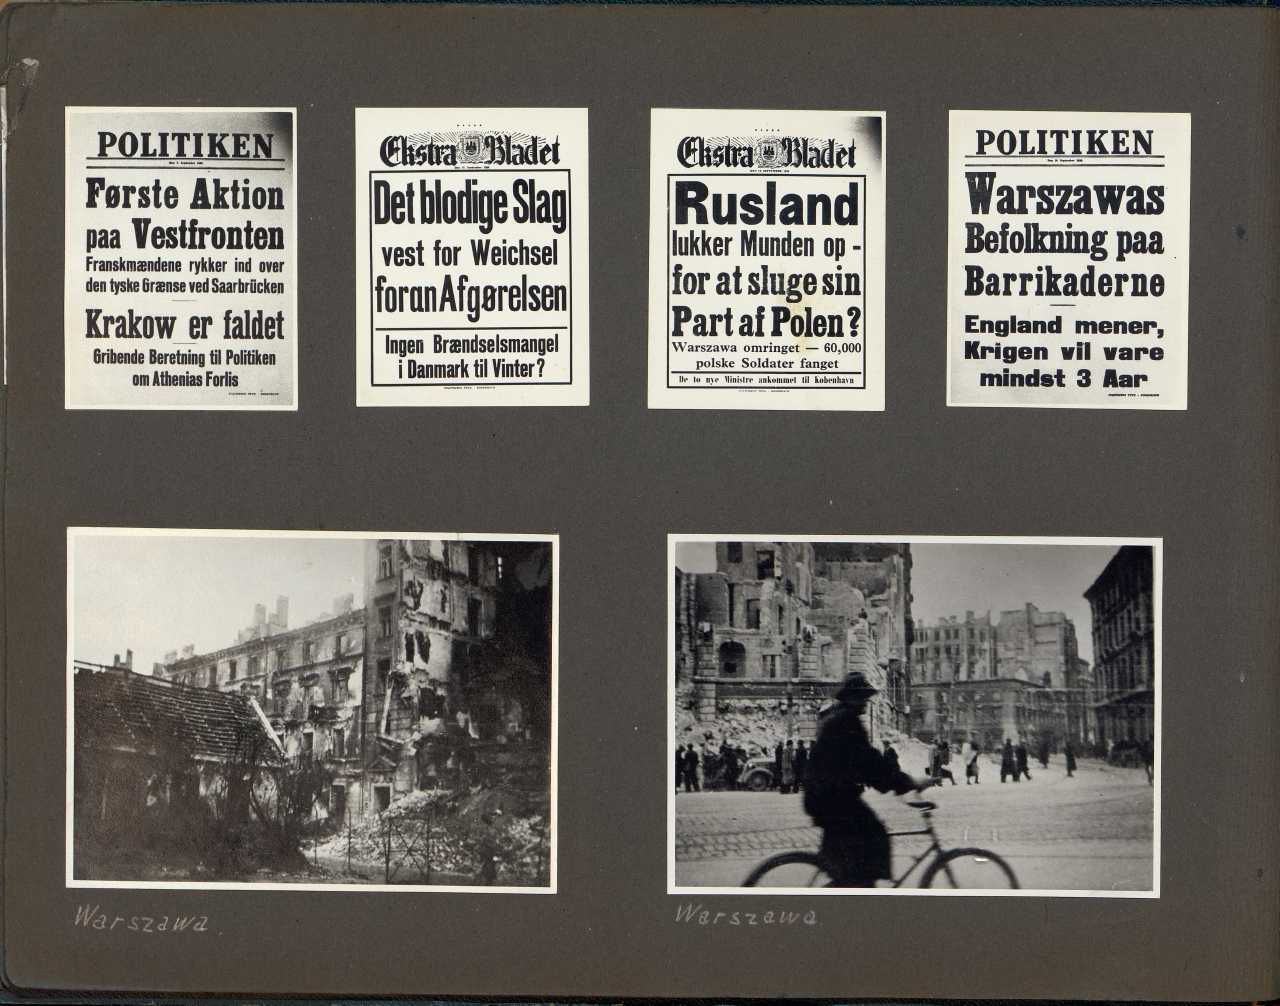 POLITIKEN
Første Aktion
paa Vestfronten
Franskmændene rykker ind over
den tyske Grænse ved Saarbrücken
Krakow er faldet
Gribende Beretning til Politiken
om Athenias Forlis
Ekstra Bladet
Det blodige Slag
vest for Weichsel
foran Afgørelsen
Ingen Brændselsmangel
i Danmark til Vinter?
Ekstra Bladet
Rusland
lukker Munden op -
for at sluge sin
Part af Polen?
Warszawa omringet — 60,000
polske Soldater fanget
De to nye Ministre ankommet til København
POLITIKEN
Warszawas
Befolkning paa
Barrikaderne
England mener,
Krigen vil vare
mindst 3 Aar
Warszawa.
Warszawa.